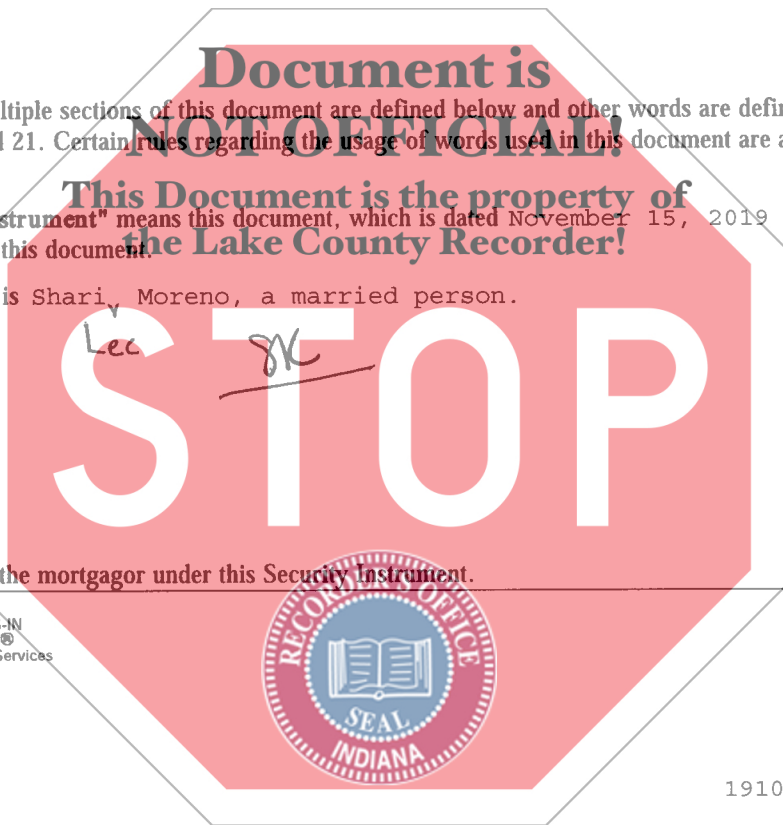 Document is
ltiple sections of this document are defined below and other words are defin
NOT OFFICIAL!
21. Certain rules regarding the usage of words used in this document are a
This Document is the property of
strument" means this document, which is dated November 15, 2019
the Lake County Recorder!
this document.
is Shari Moreno, a married person.
STOP
the mortgagor under this Security Instrument.
RECORDER'S OFFICE
-IN
®
Services
SEAL
INDIANA
1910